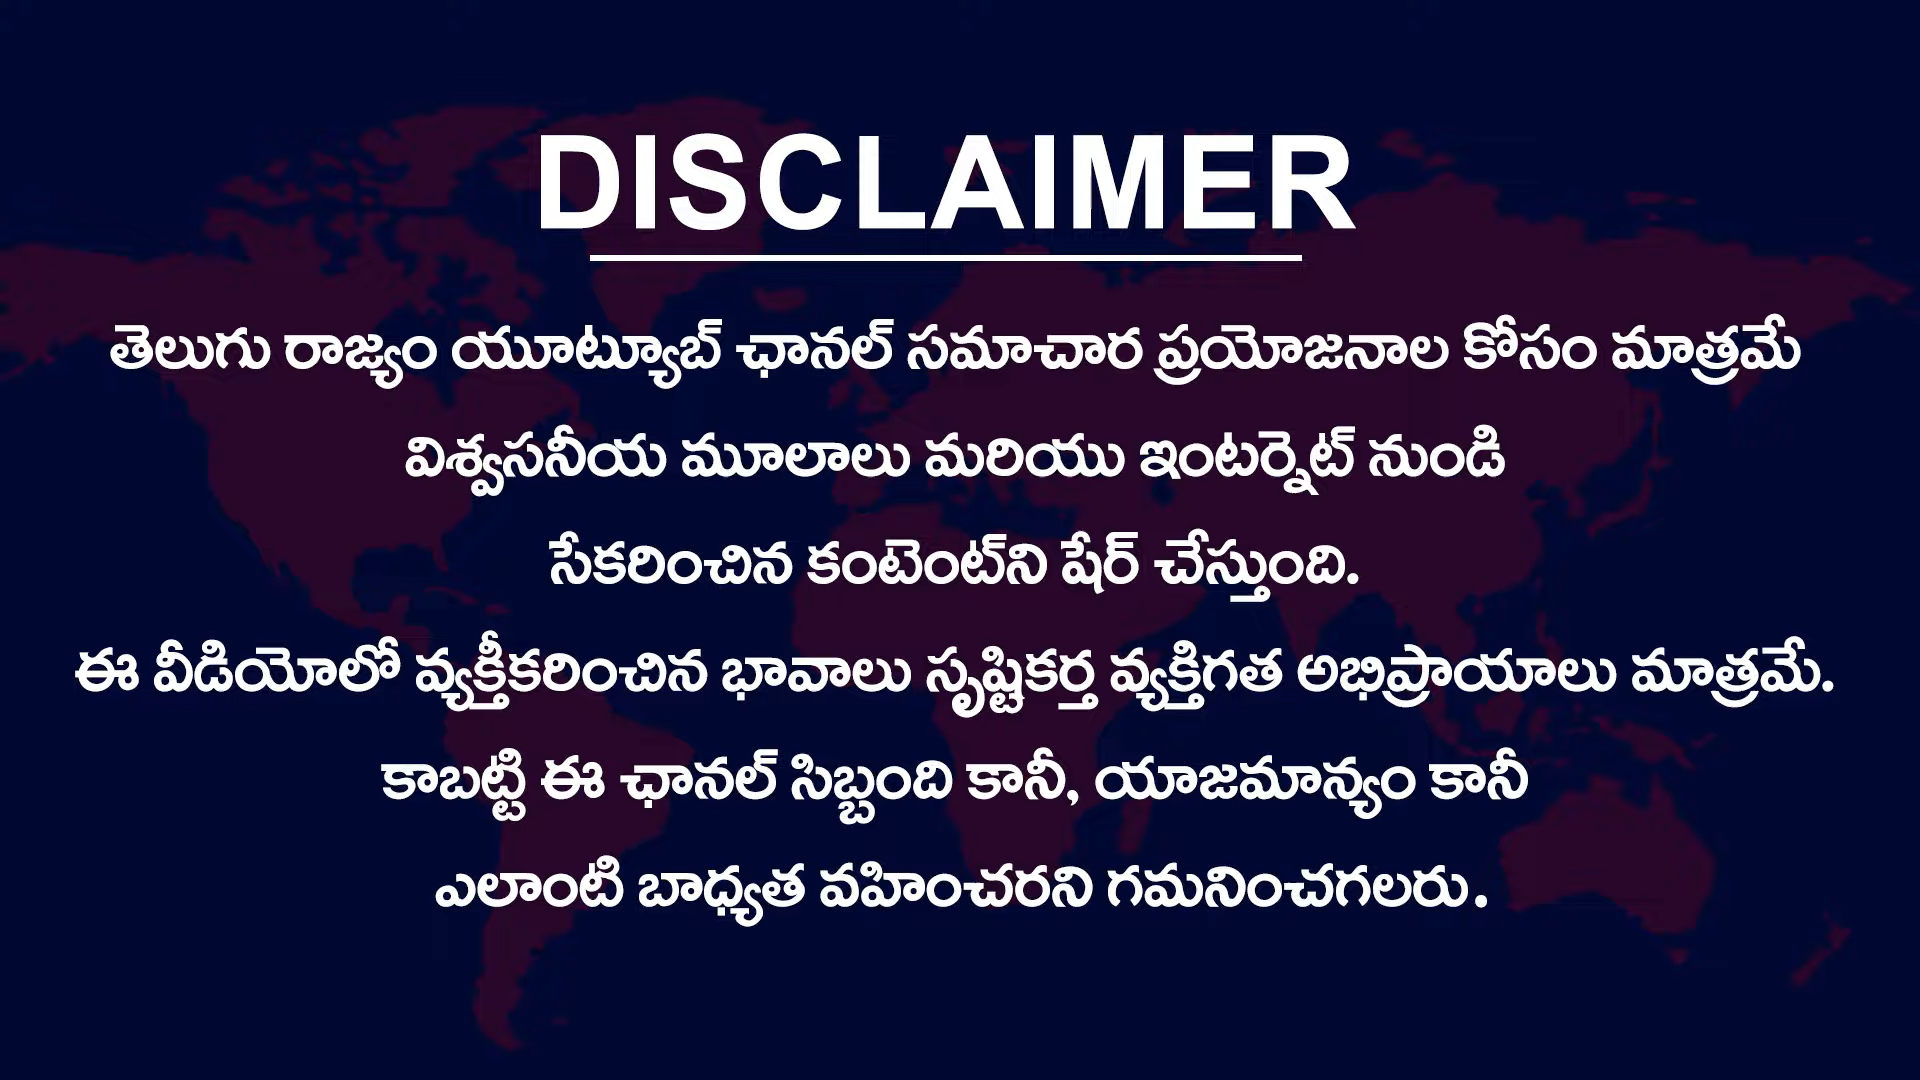 DISCLAIMER
తెలుగు రాజ్యం యూట్యూబ్ ఛానల్ సమాచార ప్రయోజనాల కోసం మాత్రమే
విశ్వసనీయ మూలాలు మరియు ఇంటర్నెట్ నుండి
సేకరించిన కంటెంట్‌ని షేర్ చేస్తుంది.
ఈ వీడియోలో వ్యక్తీకరించిన భావాలు సృష్టికర్త వ్యక్తిగత అభిప్రాయాలు మాత్రమే.
కాబట్టి ఈ ఛానల్ సిబ్బంది కానీ, యాజమాన్యం కానీ
ఎలాంటి బాధ్యత వహించరని గమనించగలరు.